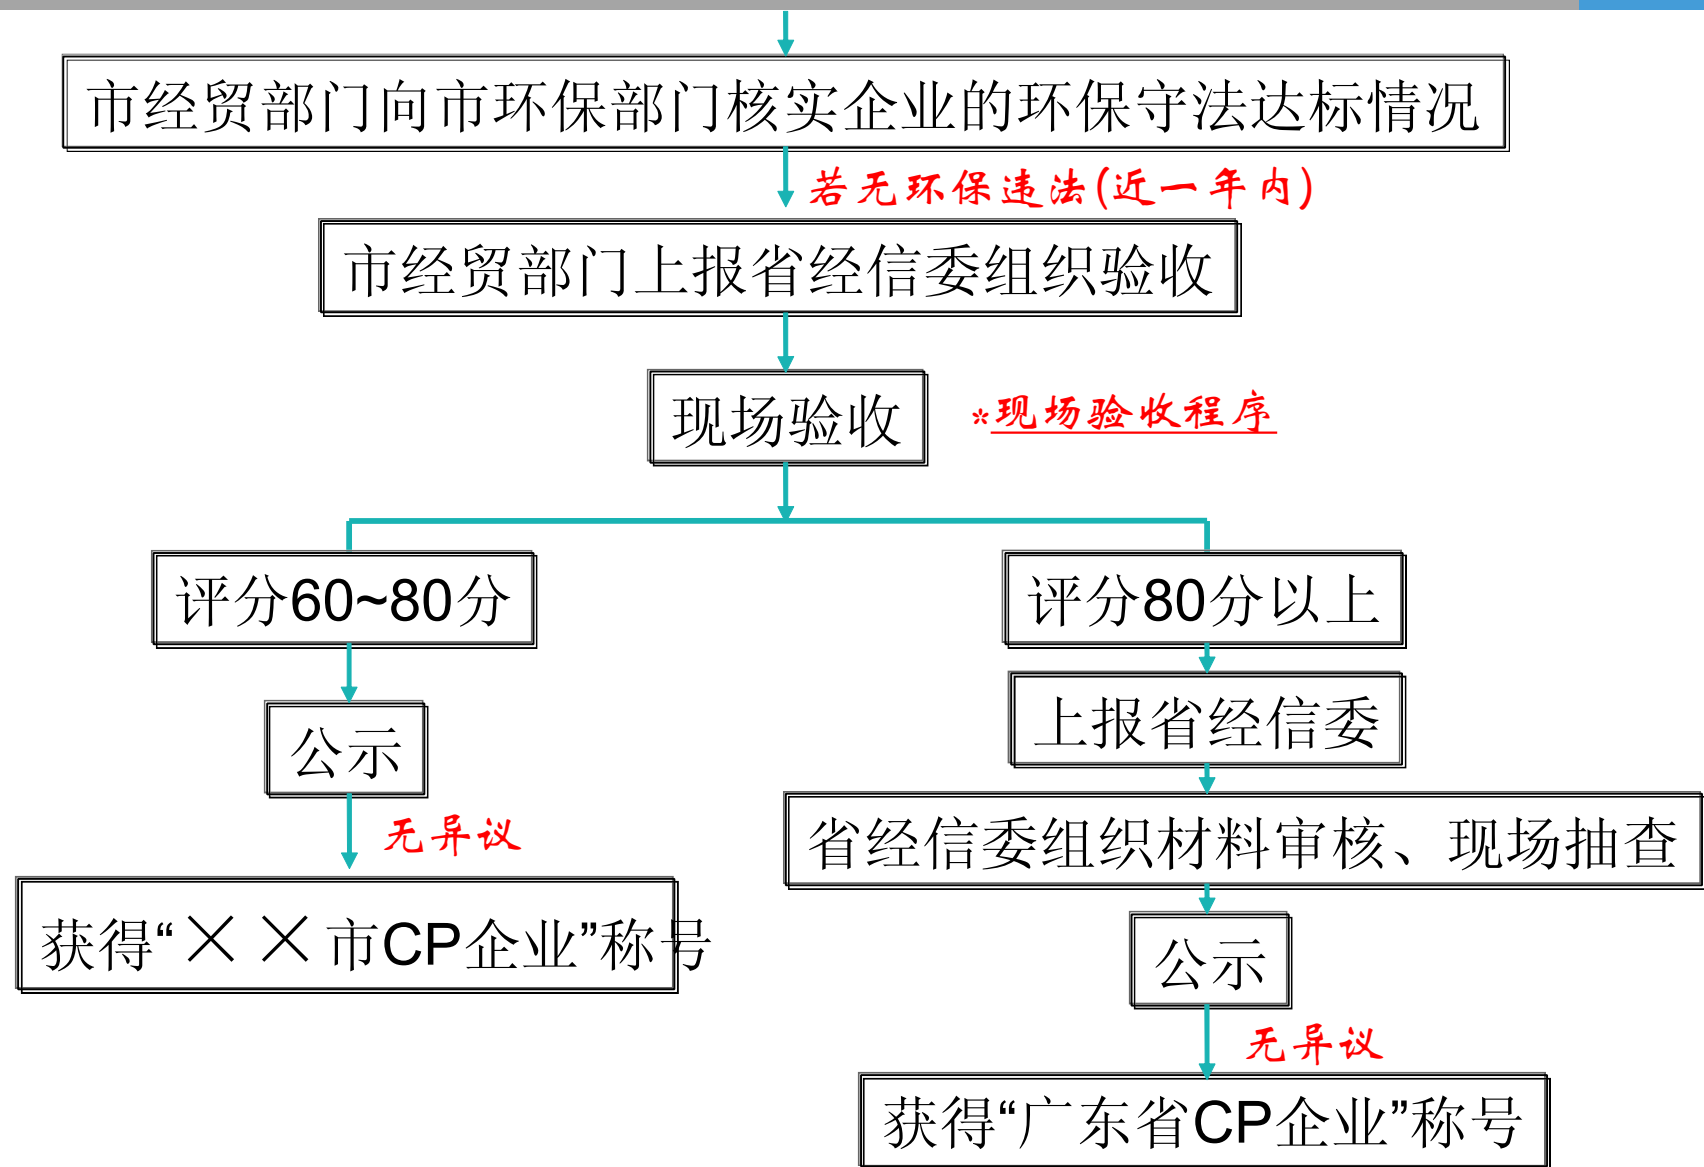 市经贸部门向市环保部门核实企业的环保守法达标情况
若无环保违法(近一年内)
市经贸部门上报省经信委组织验收
现场验收
*现场验收程序
评分60~80分
评分80分以上
上报省经信委
公示
省经信委组织材料审核、现场抽查
无异议
获得“××市CP企业”称号
公示
无异议
获得“广东省CP企业”称号